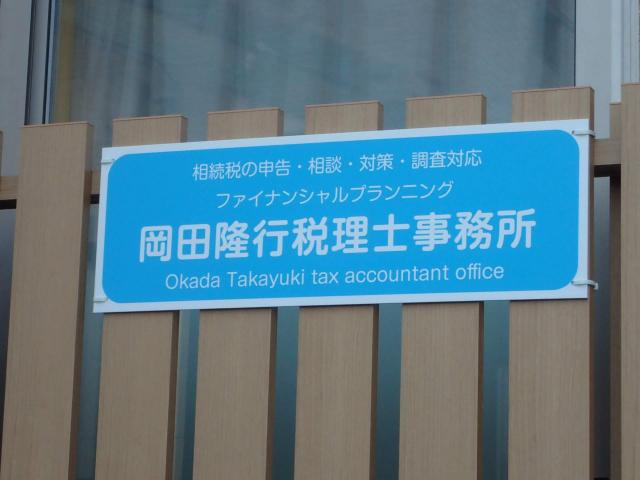 相続税の申告・相談・対策・調査対応
ファイナンシャルプランニング
岡田隆行税理士事務所
Okada Takayuki tax accountant office